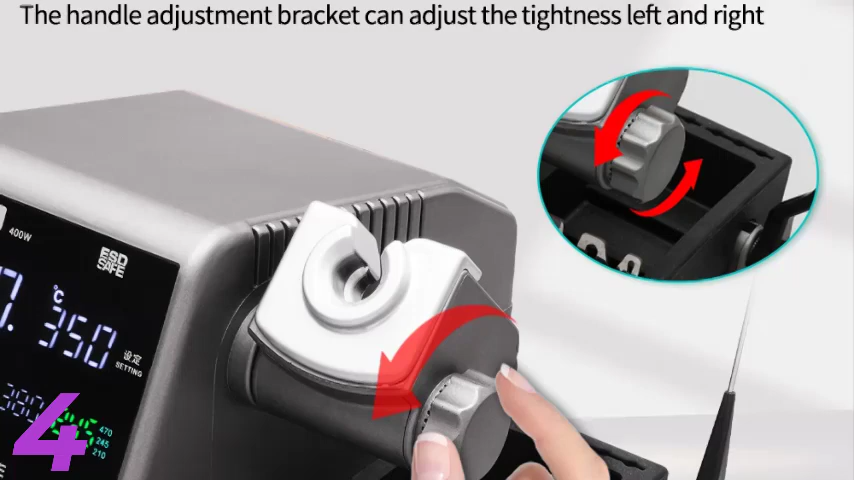 The handle adjustment bracket can adjust the tightness left and right
400W
ESD
SAFE
℃
350
设定
SETTING
380
470
245
210
4